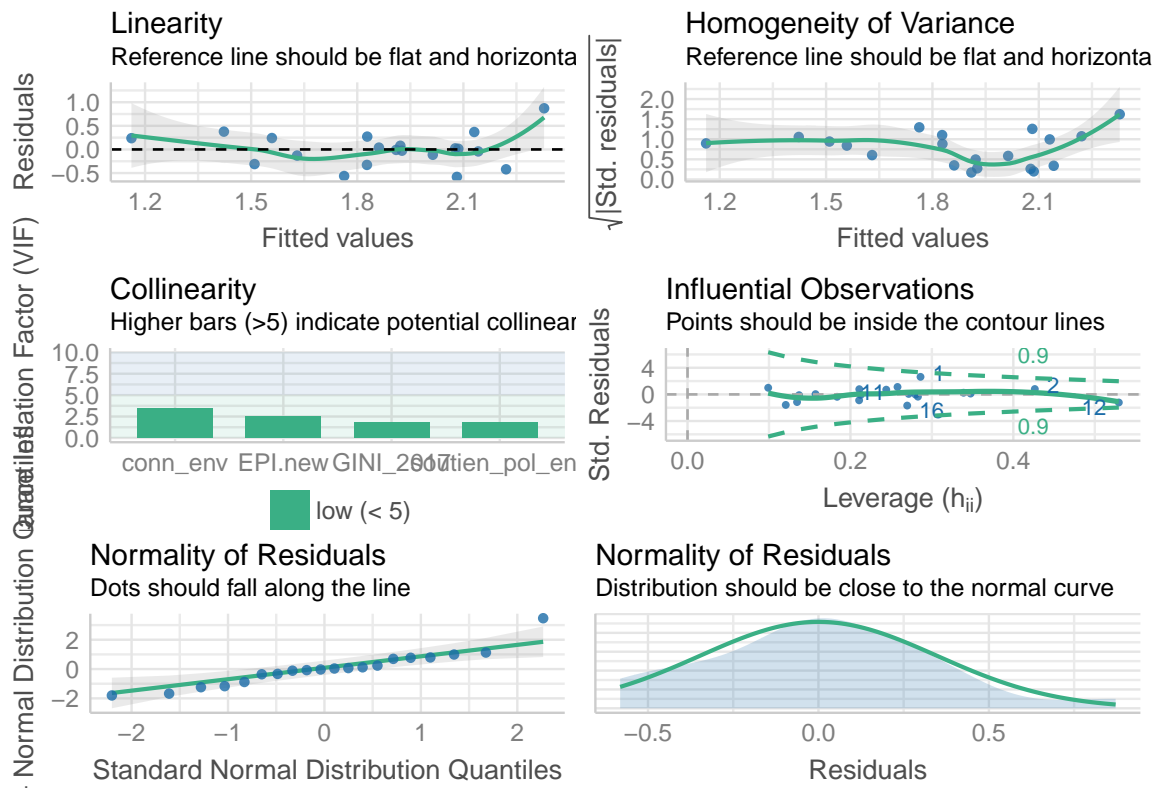 Linearity
Reference line should be flat and horizonta
Residuals
1.0
0.5
0.0
−0.5
1.2
1.5
1.8
2.1
Fitted values
Homogeneity of Variance
Reference line should be flat and horizonta
√|Std. residuals|
2.0
1.5
1.0
0.5
0.0
1.2
1.5
1.8
2.1
Fitted values
Collinearity
Higher bars (>5) indicate potential collinear
Inflation Factor (VIF)
10.0
7.5
5.0
2.5
0.0
conn_env
EPI.new
GINI_2017
soutien_pol_en
low (< 5)
Influential Observations
Points should be inside the contour lines
Std. Residuals
4
0
−4
0.9
1
11
2
16
12
0.9
0.0
0.2
0.4
Leverage (hᵢᵢ)
Normality of Residuals
Dots should fall along the line
Normal Distribution Quantiles
2
0
−2
−2
−1
0
1
2
Standard Normal Distribution Quantiles
Normality of Residuals
Distribution should be close to the normal curve
−0.5
0.0
0.5
Residuals